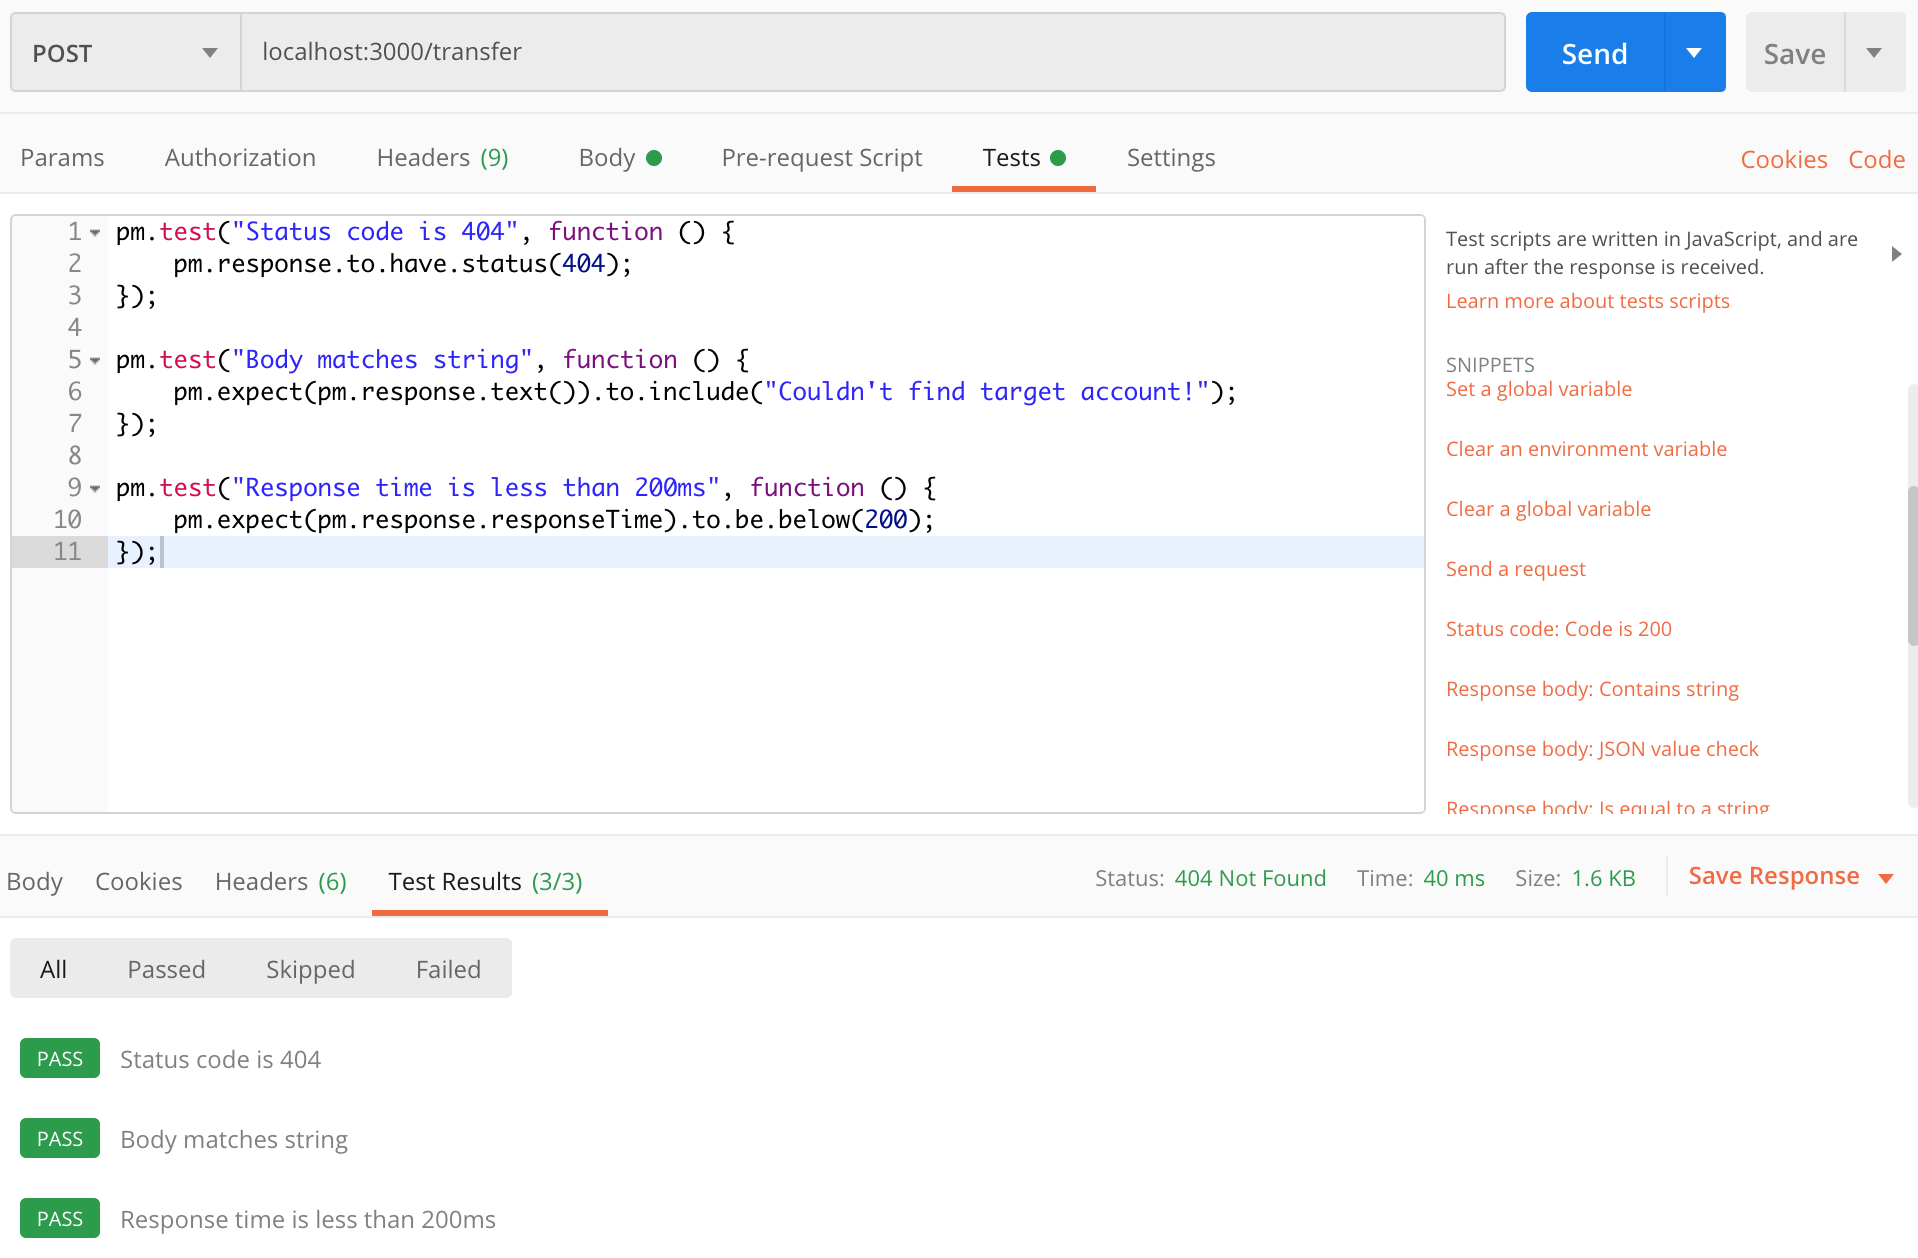 POST localhost:3000/transfer Send Save
Params Authorization Headers (9) Body Pre-request Script Tests Settings Cookies Code
1 pm.test("Status code is 404", function () {
2     pm.response.to.have.status(404);
3 });
4
5 pm.test("Body matches string", function () {
6     pm.expect(pm.response.text()).to.include("Couldn't find target account!");
7 });
8
9 pm.test("Response time is less than 200ms", function () {
10     pm.expect(pm.response.responseTime).to.be.below(200);
11 });
Test scripts are written in JavaScript, and are
run after the response is received.
Learn more about tests scripts
SNIPPETS
Set a global variable
Clear an environment variable
Clear a global variable
Send a request
Status code: Code is 200
Response body: Contains string
Response body: JSON value check
Response body: Is equal to a string
Body Cookies Headers (6) Test Results (3/3) Status: 404 Not Found Time: 40 ms Size: 1.6 KB Save Response
All Passed Skipped Failed
PASS Status code is 404
PASS Body matches string
PASS Response time is less than 200ms